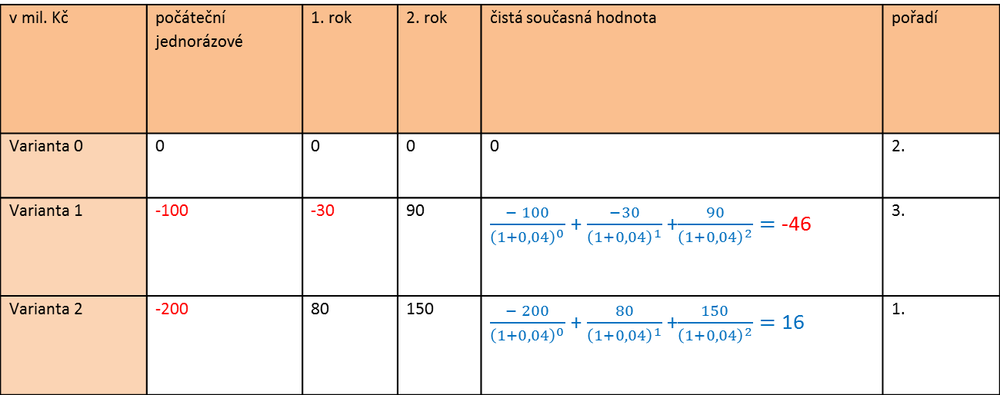 v mil. Kč počáteční jednorázové 1. rok 2. rok čistá současná hodnota pořadí
Varianta 0 0 0 0 0 2.
Varianta 1 -100 -30 90 \frac{-100}{(1+0,04)^0} + \frac{-30}{(1+0,04)^1} + \frac{90}{(1+0,04)^2} = -46 3.
Varianta 2 -200 80 150 \frac{-200}{(1+0,04)^0} + \frac{80}{(1+0,04)^1} + \frac{150}{(1+0,04)^2} = 16 1.